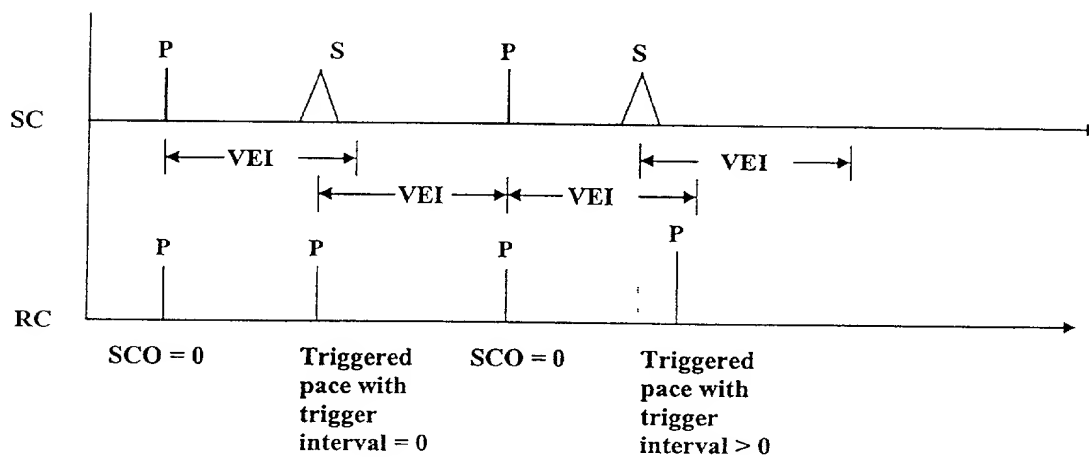 P
S
P
S
SC
VEI
VEI
VEI
VEI
P
P
P
P
RC
SCO = 0
Triggered
pace with
trigger
interval = 0
SCO = 0
Triggered
pace with
trigger
interval > 0